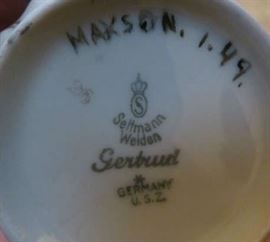 MAXSON. 1.49.
S
Seltmann
Weiden
Gertrud
GERMANY
U.S.Z.